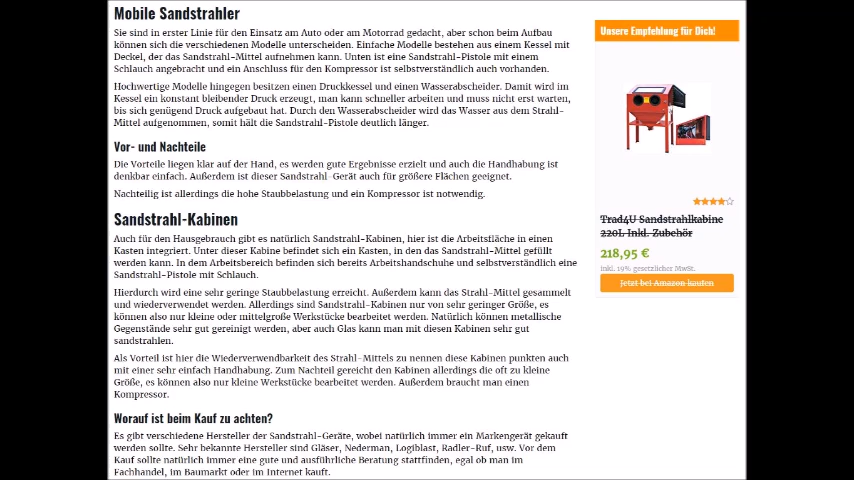 Mobile Sandstrahler
Sie sind in erster Linie für den Einsatz am Auto oder am Motorrad gedacht, aber schon beim Aufbau
können sich die verschiedenen Modelle unterscheiden. Einfache Modelle bestehen aus einem Kessel mit
Deckel, der das Sandstrahl-Mittel aufnehmen kann. Unten ist eine Sandstrahl-Pistole mit einem
Schlauch angebracht und ein Anschluss für den Kompressor ist selbstverständlich auch vorhanden.
Hochwertige Modelle hingegen besitzen einen Druckkessel und einen Wasserabscheider. Damit wird im
Kessel ein konstant bleibender Druck erzeugt, man kann schneller arbeiten und muss nicht erst warten,
bis sich genügend Druck aufgebaut hat. Durch den Wasserabscheider wird das Wasser aus dem Strahl-
Mittel aufgenommen, somit hält die Sandstrahl-Pistole deutlich länger.
Vor- und Nachteile
Die Vorteile liegen klar auf der Hand, es werden gute Ergebnisse erzielt und auch die Handhabung ist
denkbar einfach. Außerdem ist dieser Sandstrahl-Gerät auch für größere Flächen geeignet.
Nachteilig ist allerdings die hohe Staubbelastung und ein Kompressor ist notwendig.
Sandstrahl-Kabinen
Auch für den Hausgebrauch gibt es natürlich Sandstrahl-Kabinen, hier ist die Arbeitsfläche in einen
Kasten integriert. Unter dieser Kabine befindet sich ein Kasten, in den das Sandstrahl-Mittel gefüllt
werden kann. In dem Arbeitsbereich befinden sich bereits Arbeitshandschuhe und selbstverständlich eine
Sandstrahl-Pistole mit Schlauch.
Hierdurch wird eine sehr geringe Staubbelastung erreicht. Außerdem kann das Strahl-Mittel gesammelt
und wiederverwendet werden. Allerdings sind Sandstrahl-Kabinen nur von sehr geringer Größe, es
können also nur kleine oder mittelgroße Werkstücke bearbeitet werden. Natürlich können metallische
Gegenstände sehr gut gereinigt werden, aber auch Glas kann man mit diesen Kabinen sehr gut
sandstrahlen.
Als Vorteil ist hier die Wiederverwendbarkeit des Strahl-Mittels zu nennen diese Kabinen punkten auch
mit einer sehr einfach Handhabung. Zum Nachteil gereicht den Kabinen allerdings die oft zu kleine
Größe, es können also nur kleine Werkstücke bearbeitet werden. Außerdem braucht man einen
Kompressor.
Worauf ist beim Kauf zu achten?
Es gibt verschiedene Hersteller der Sandstrahl-Geräte, wobei natürlich immer ein Markengerät gekauft
werden sollte. Sehr bekannte Hersteller sind Gläser, Nederman, Logiblast, Radler-Ruf, usw. Vor dem
Kauf sollte natürlich immer eine gute und ausführliche Beratung stattfinden, egal ob man im
Fachhandel, im Baumarkt oder im Internet kauft.
Unsere Empfehlung für Dich!
Trad4U Sandstrahlkabine
220L Inkl. Zubehör
218,95 €
inkl. 19% gesetzlicher MwSt.
Jetzt bei Amazon kaufen